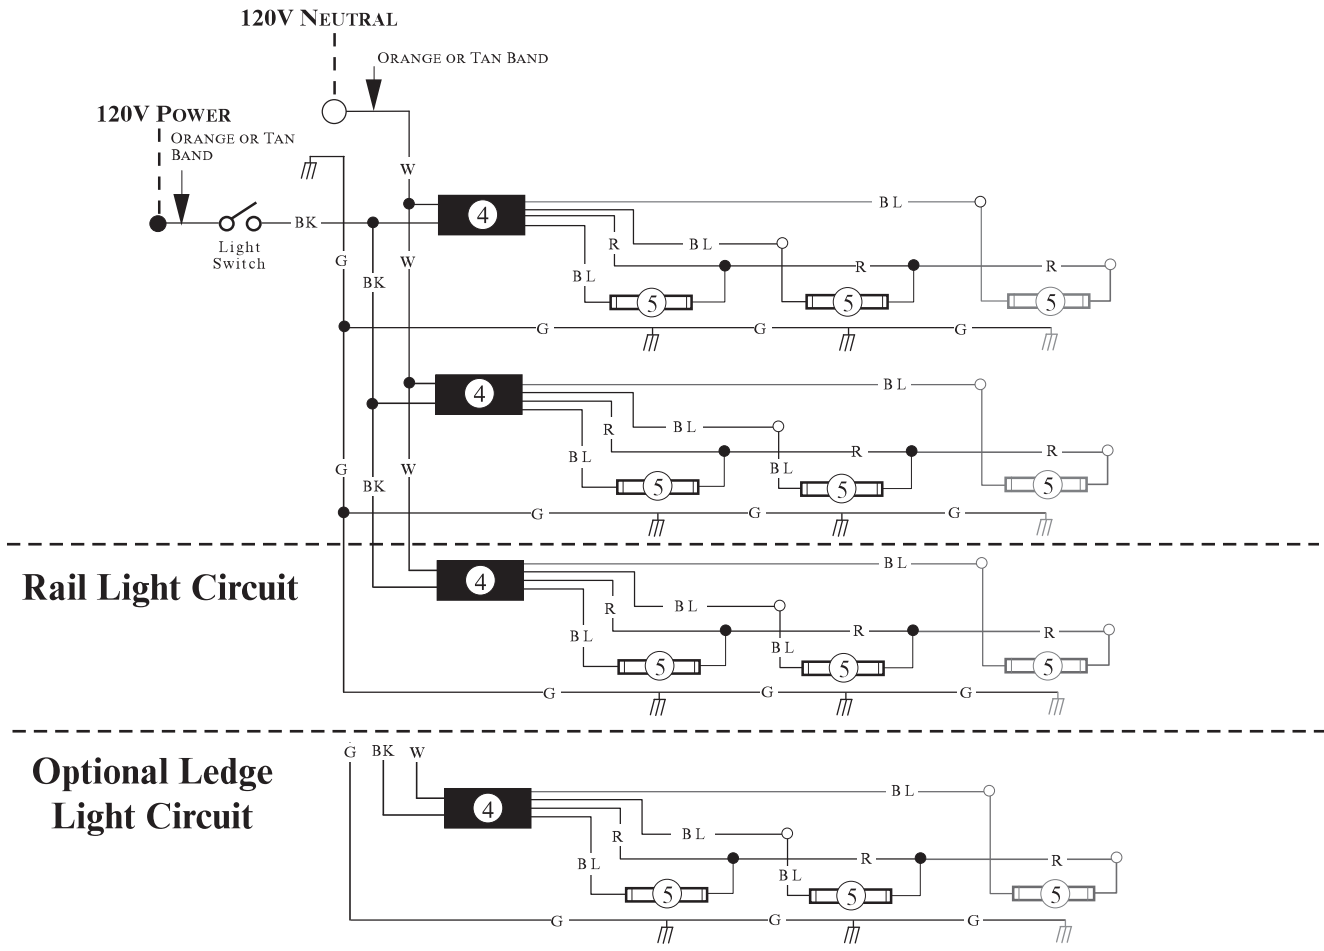 120V NEUTRAL
ORANGE OR TAN BAND
120V POWER
ORANGE OR TAN
BAND
W
4
BL
BK
Light
Switch
R
BL
G
W
BK
BL
R
R
5
5
5
G
G
G
4
BL
R
BL
R
R
G
BK
W
BL
BL
5
5
5
G
G
G
Rail Light Circuit
4
BL
R
BL
R
R
BL
BL
5
5
5
G
G
G
Optional Ledge
Light Circuit
G
BK
W
4
BL
R
BL
R
R
BL
BL
5
5
5
G
G
G